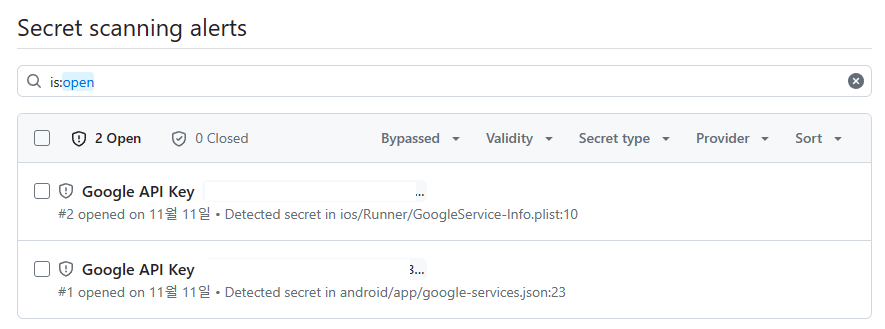 Secret scanning alerts
is:open
2 Open 0 Closed Bypassed Validity Secret type Provider Sort
Google API Key ...
#2 opened on 11월 11일 • Detected secret in ios/Runner/GoogleService-Info.plist:10
Google API Key 3...
#1 opened on 11월 11일 • Detected secret in android/app/google-services.json:23